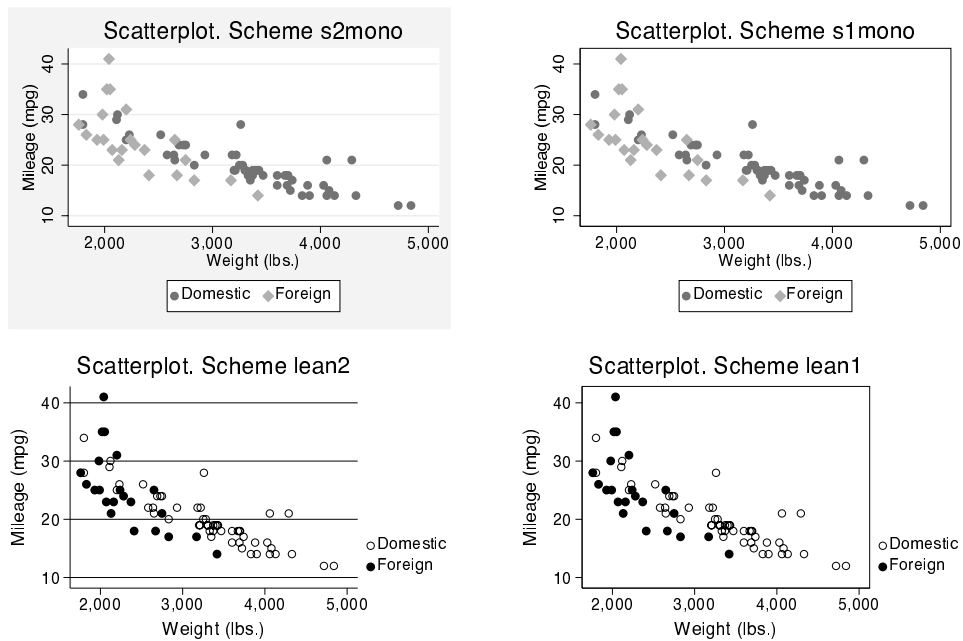 Scatterplot. Scheme s2mono
Mileage (mpg)
40
30
20
10
2,000 3,000 4,000 5,000
Weight (lbs.)
Domestic Foreign
Scatterplot. Scheme s1mono
Mileage (mpg)
40
30
20
10
2,000 3,000 4,000 5,000
Weight (lbs.)
Domestic Foreign
Scatterplot. Scheme lean2
Mileage (mpg)
40
30
20
10
2,000 3,000 4,000 5,000
Weight (lbs.)
Domestic
Foreign
Scatterplot. Scheme lean1
Mileage (mpg)
40
30
20
10
2,000 3,000 4,000 5,000
Weight (lbs.)
Domestic
Foreign